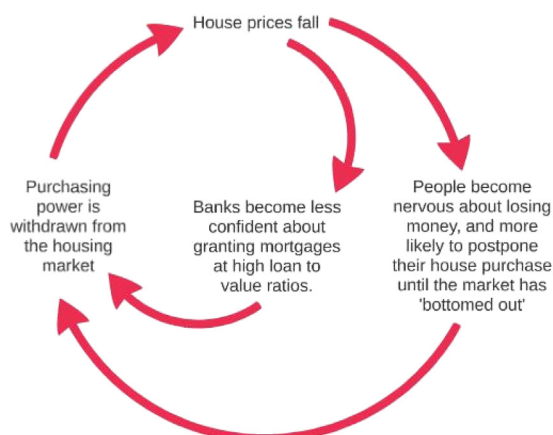 House prices fall
Purchasing
power is
withdrawn from
the housing
market
Banks become less
confident about
granting mortgages
at high loan to
value ratios.
People become
nervous about losing
money, and more
likely to postpone
their house purchase
until the market has
'bottomed out'